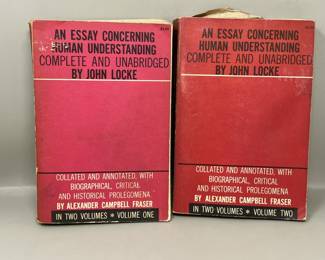 AN ESSAY CONCERNING
HUMAN UNDERSTANDING
COMPLETE AND UNABRIDGED
BY JOHN LOCKE
COLLATED AND ANNOTATED, WITH
BIOGRAPHICAL, CRITICAL,
AND HISTORICAL PROLEGOMENA
BY ALEXANDER CAMPBELL FRASER
IN TWO VOLUMES * VOLUME ONE
AN ESSAY CONCERNING
HUMAN UNDERSTANDING
COMPLETE AND UNABRIDGED
BY JOHN LOCKE
COLLATED AND ANNOTATED, WITH
BIOGRAPHICAL, CRITICAL
AND HISTORICAL PROLEGOMENA
BY ALEXANDER CAMPBELL FRASER
IN TWO VOLUMES * VOLUME TWO